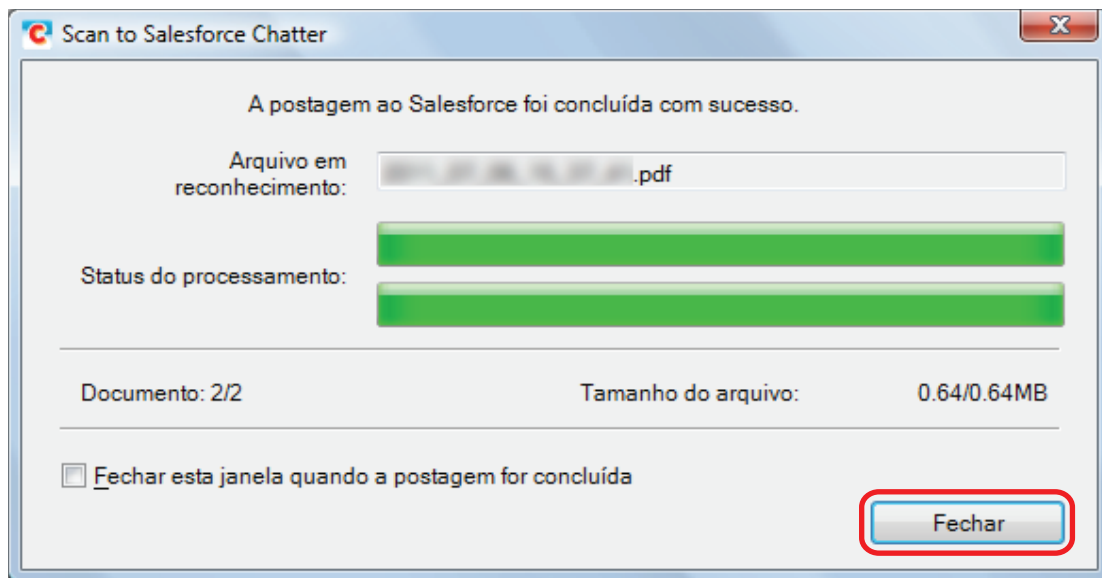 Scan to Salesforce Chatter
A postagem ao Salesforce foi concluída com sucesso.
Arquivo em
reconhecimento:
.pdf
Status do processamento:
Documento: 2/2 Tamanho do arquivo: 0.64/0.64MB
Fechar esta janela quando a postagem for concluída
Fechar